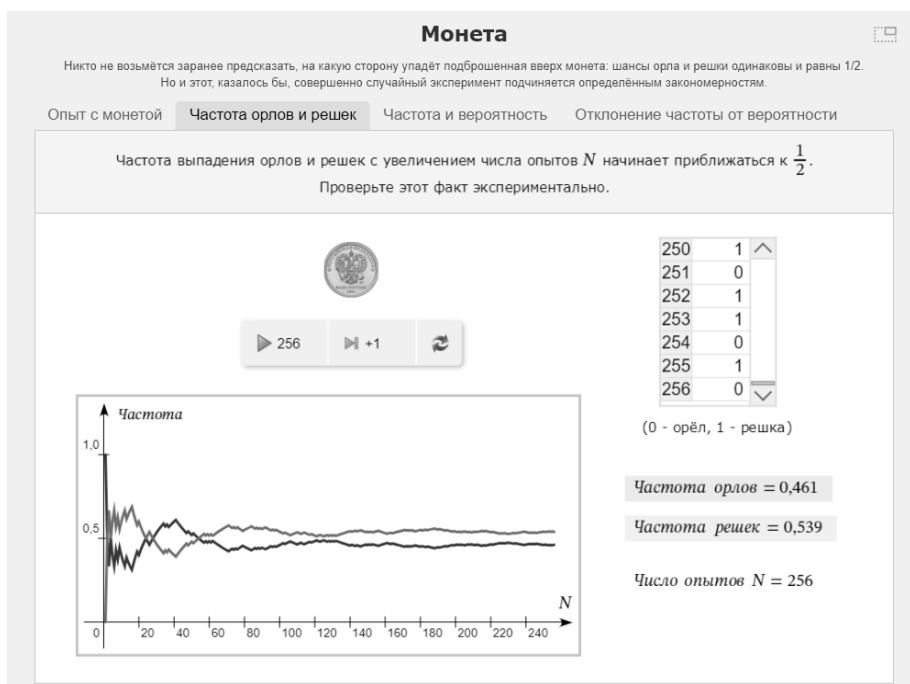 Монета
Никто не возьмётся заранее предсказать, на какую сторону упадёт подброшенная вверх монета: шансы орла и решки одинаковы и равны 1/2.
Но и этот, казалось бы, совершенно случайный эксперимент подчиняется определённым закономерностям.
Опыт с монетой Частота орлов и решек Частота и вероятность Отклонение частоты от вероятности
Частота выпадения орлов и решек с увеличением числа опытов N начинает приближаться к 1/2.
Проверьте этот факт экспериментально.
256 +1
250 1
251 0
252 1
253 1
254 0
255 1
256 0
(0 - орёл, 1 - решка)
Частота
1,0
0,5
N
0 20 40 60 80 100 120 140 160 180 200 220 240
Частота орлов = 0,461
Частота решек = 0,539
Число опытов N = 256